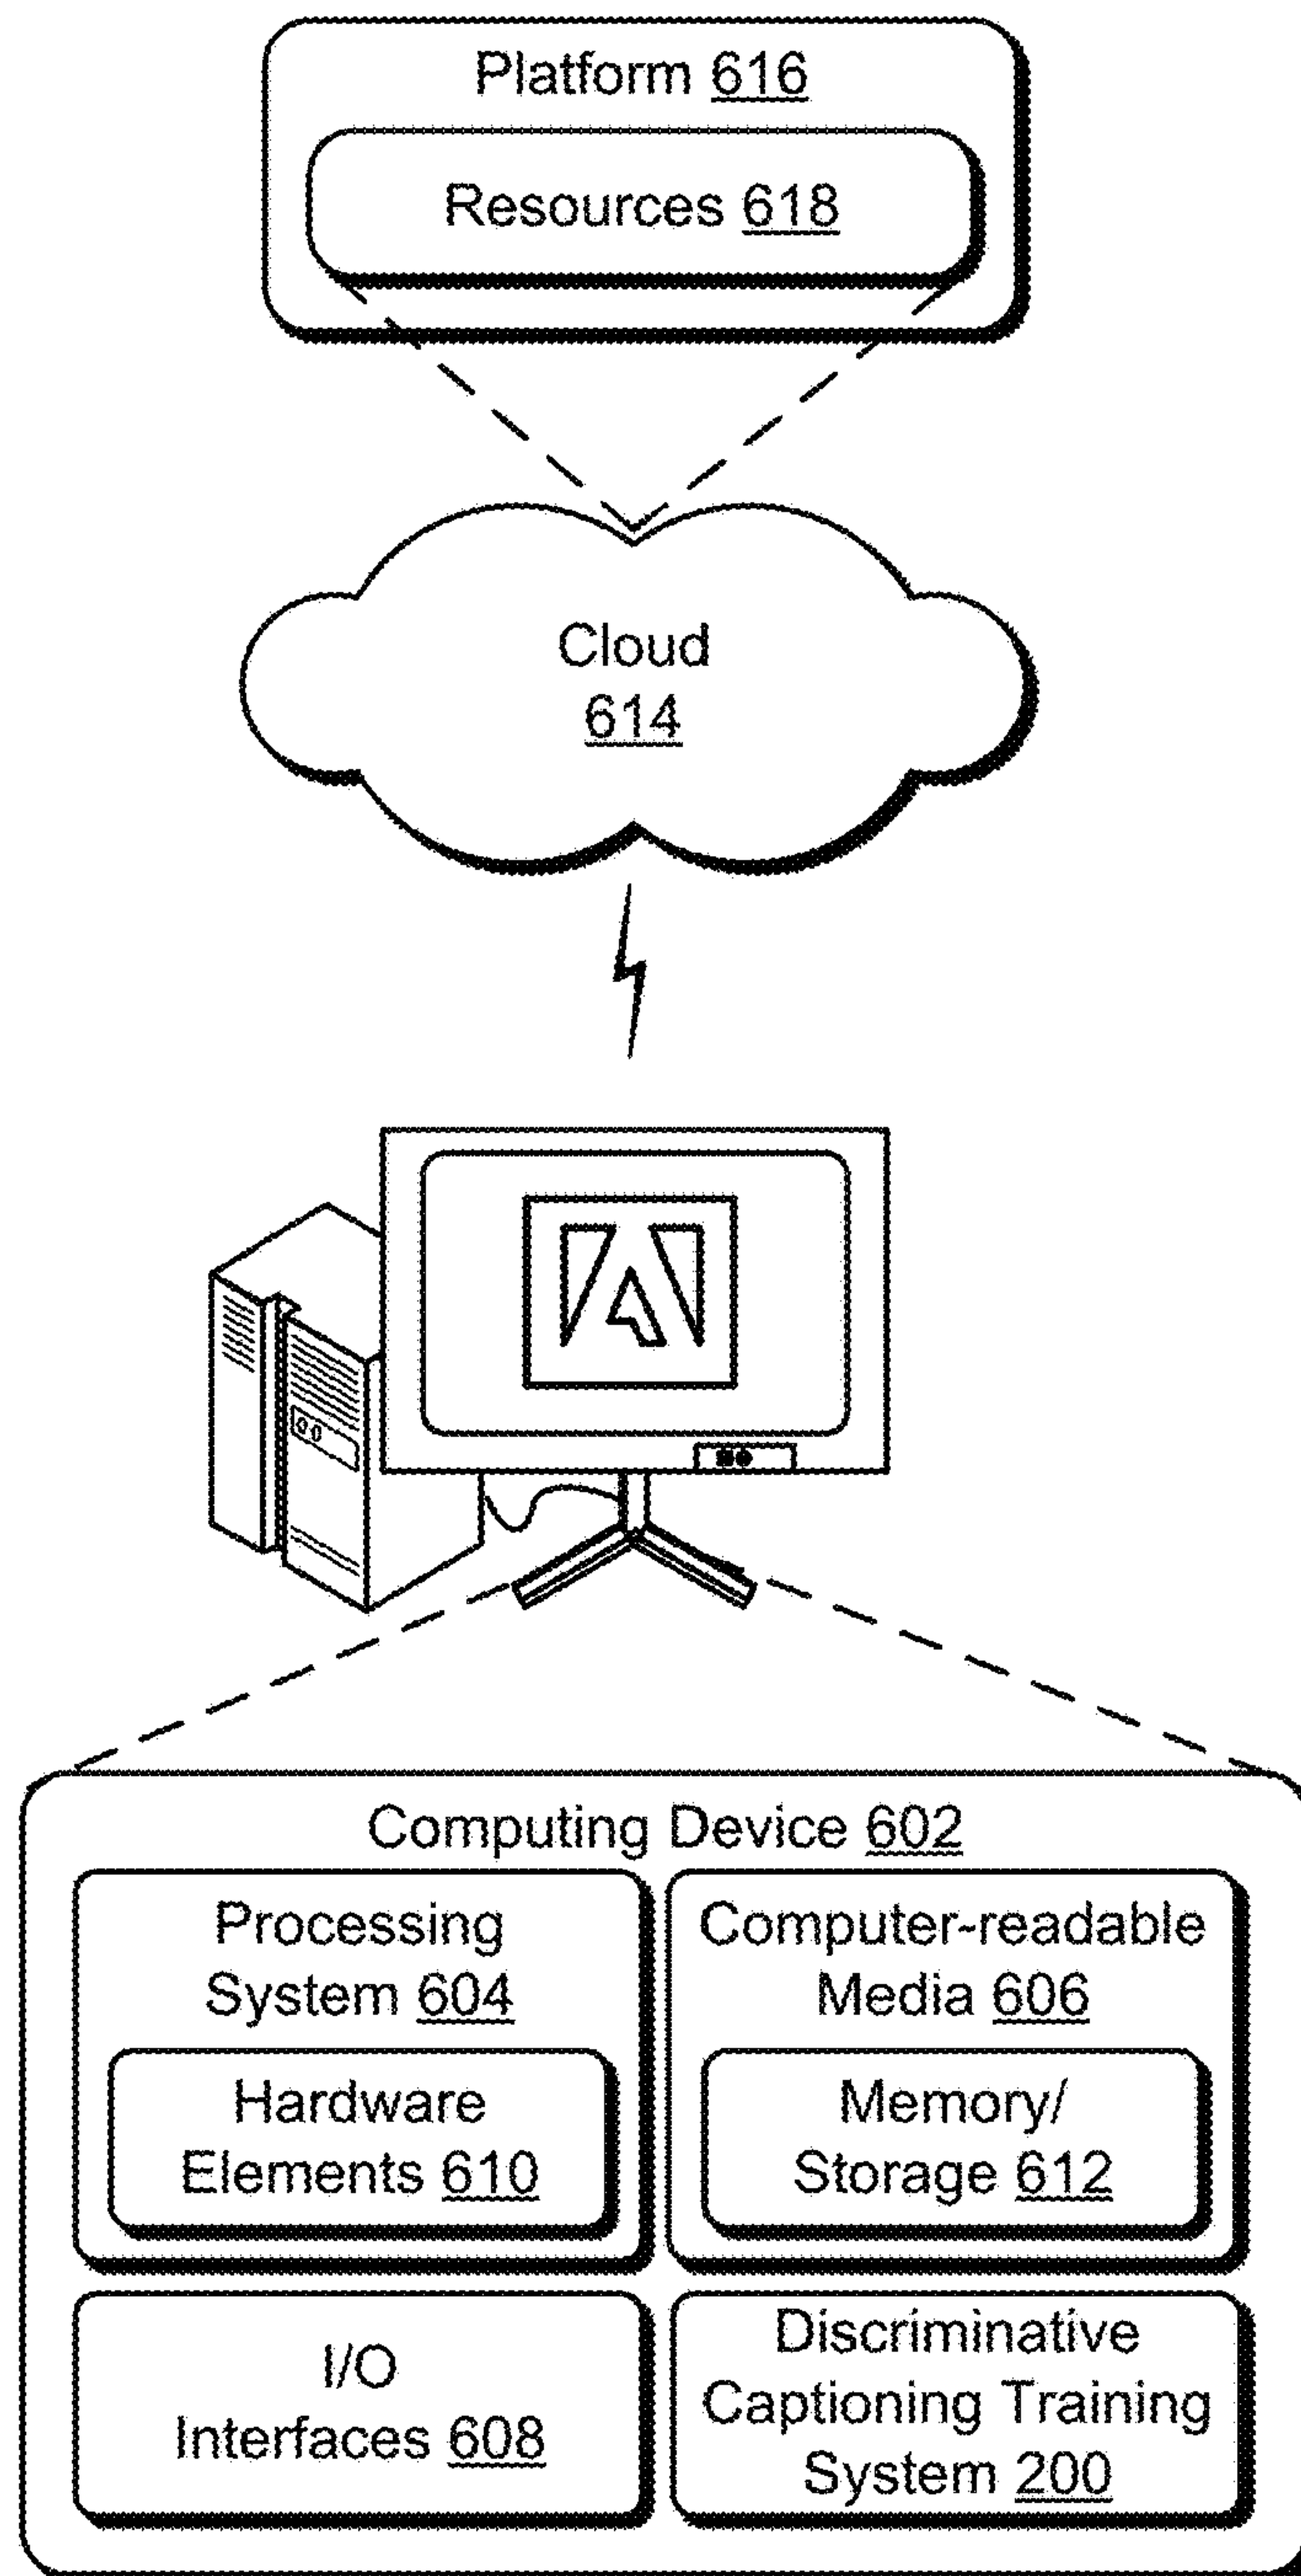 Platform 616
Resources 618
Cloud
614
Computing Device 602
Processing
System 604
Hardware
Elements 610
Computer-readable
Media 606
Memory/
Storage 612
I/O
Interfaces 608
Discriminative
Captioning Training
System 200